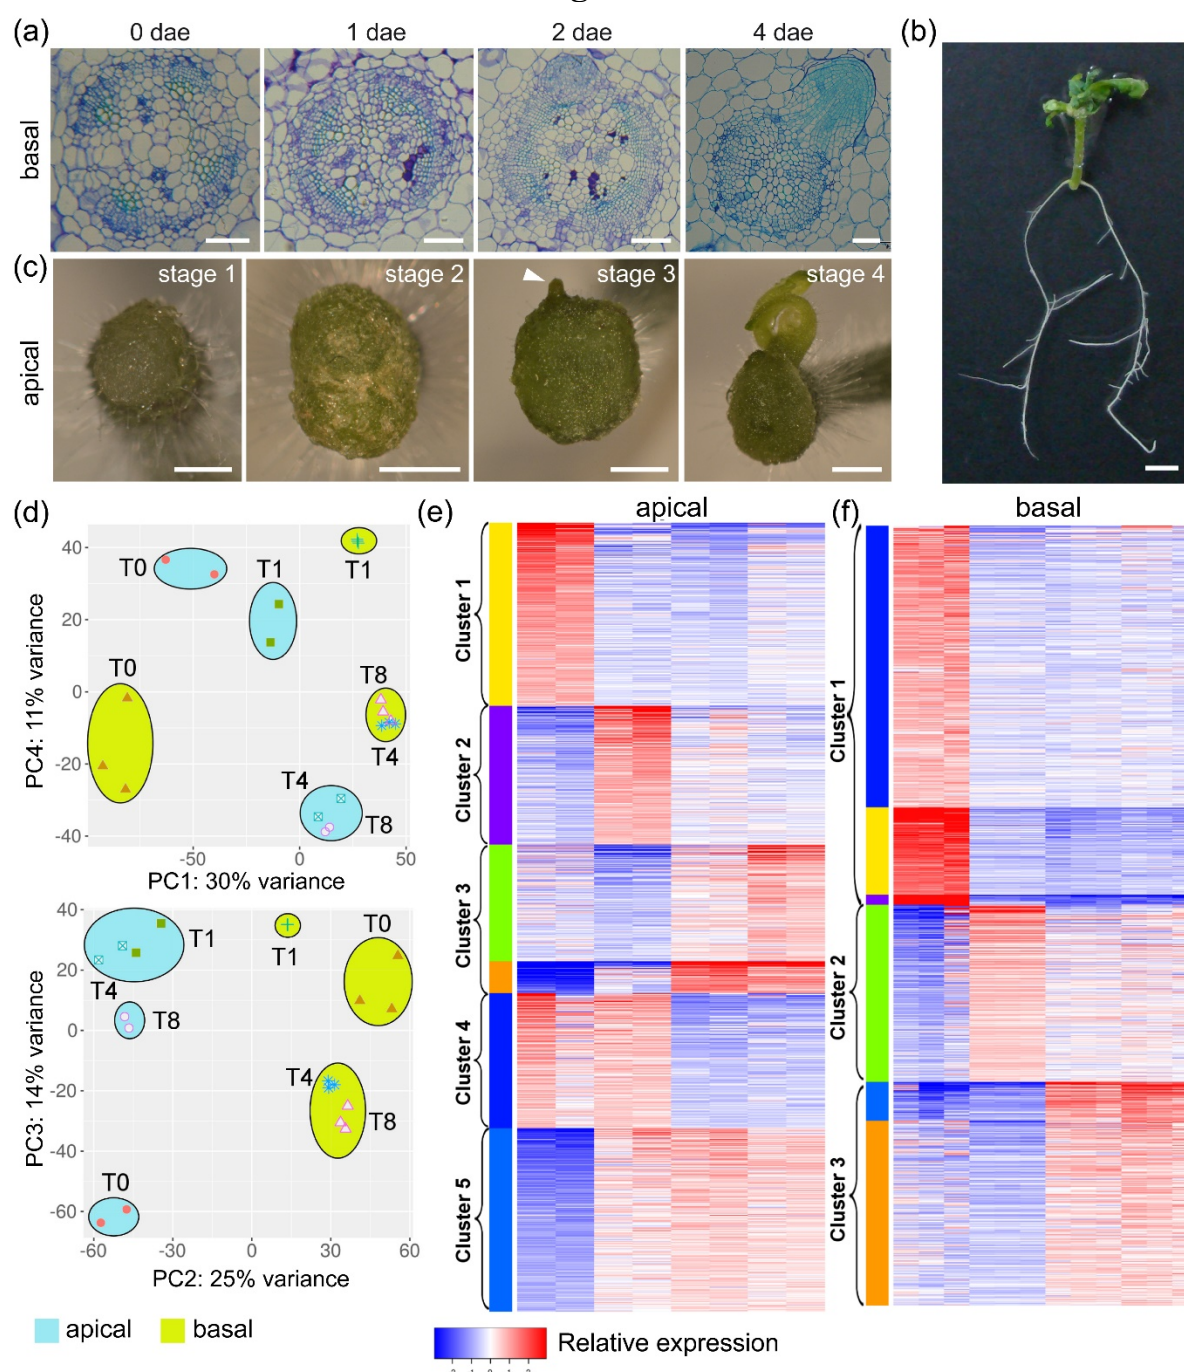 (a) 0 dae 1 dae 2 dae 4 dae (b)
basal
(c) stage 1 stage 2 stage 3 stage 4
apical
(d) (e) apical (f) basal
40
20
0
-20
-40
PC4: 11% variance
T0
T1
T1
T0
T8
T4
T4
T8
-50 0 50
PC1: 30% variance
40
20
0
-20
-40
-60
PC3: 14% variance
T1
T4
T8
T1
T0
T4
T8
T0
-60 -30 0 30 60
PC2: 25% variance
apical basal
Cluster 1
Cluster 2
Cluster 3
Cluster 4
Cluster 5
Cluster 1
Cluster 2
Cluster 3
Relative expression